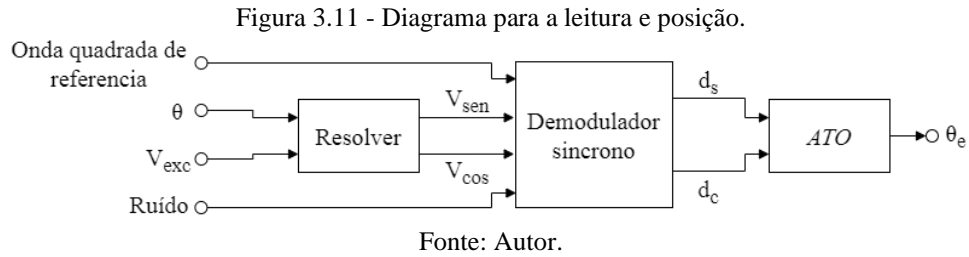 Figura 3.11 - Diagrama para a leitura e posição.
Onda quadrada de
referencia
θ
V_exc
Ruído
Resolver
V_sen
V_cos
Demodulador
sincrono
d_s
d_c
ATO
θ_e
Fonte: Autor.